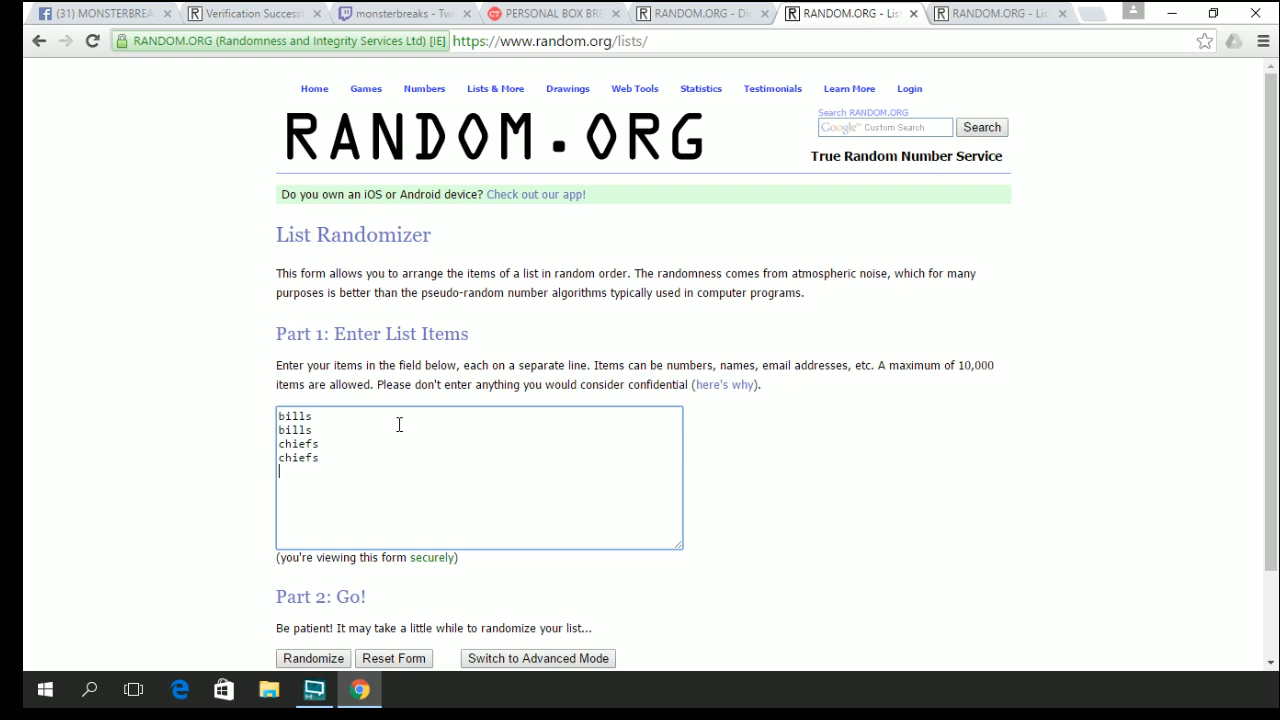 (31) MONSTERBREA
Verification Successf
monsterbreaks - Tw
PERSONAL BOX BRE
RANDOM.ORG - Di
RANDOM.ORG - Lis
RANDOM.ORG - Lis
RANDOM.ORG (Randomness and Integrity Services Ltd) [IE] https://www.random.org/lists/
Home Games Numbers Lists & More Drawings Web Tools Statistics Testimonials Learn More Login
RANDOM.ORG
Search RANDOM.ORG
Google™ Custom Search Search
True Random Number Service
Do you own an iOS or Android device? Check out our app!
List Randomizer
This form allows you to arrange the items of a list in random order. The randomness comes from atmospheric noise, which for many
purposes is better than the pseudo-random number algorithms typically used in computer programs.
Part 1: Enter List Items
Enter your items in the field below, each on a separate line. Items can be numbers, names, email addresses, etc. A maximum of 10,000
items are allowed. Please don't enter anything you would consider confidential (here's why).
bills
bills
chiefs
chiefs
(you're viewing this form securely)
Part 2: Go!
Be patient! It may take a little while to randomize your list...
Randomize Reset Form Switch to Advanced Mode